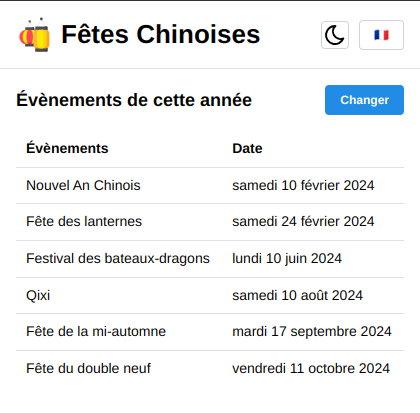 Fêtes Chinoises
Évènements de cette année
Changer
Évènements Date
Nouvel An Chinois samedi 10 février 2024
Fête des lanternes samedi 24 février 2024
Festival des bateaux-dragons lundi 10 juin 2024
Qixi samedi 10 août 2024
Fête de la mi-automne mardi 17 septembre 2024
Fête du double neuf vendredi 11 octobre 2024